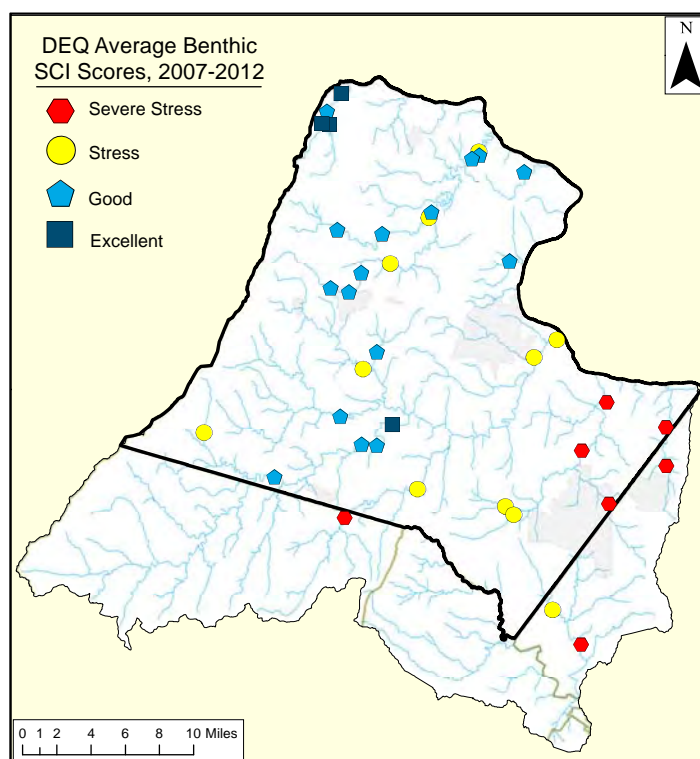 DEQ Average Benthic
SCI Scores, 2007-2012
N
Severe Stress
Stress
Good
Excellent
0 1 2 4 6 8 10 Miles